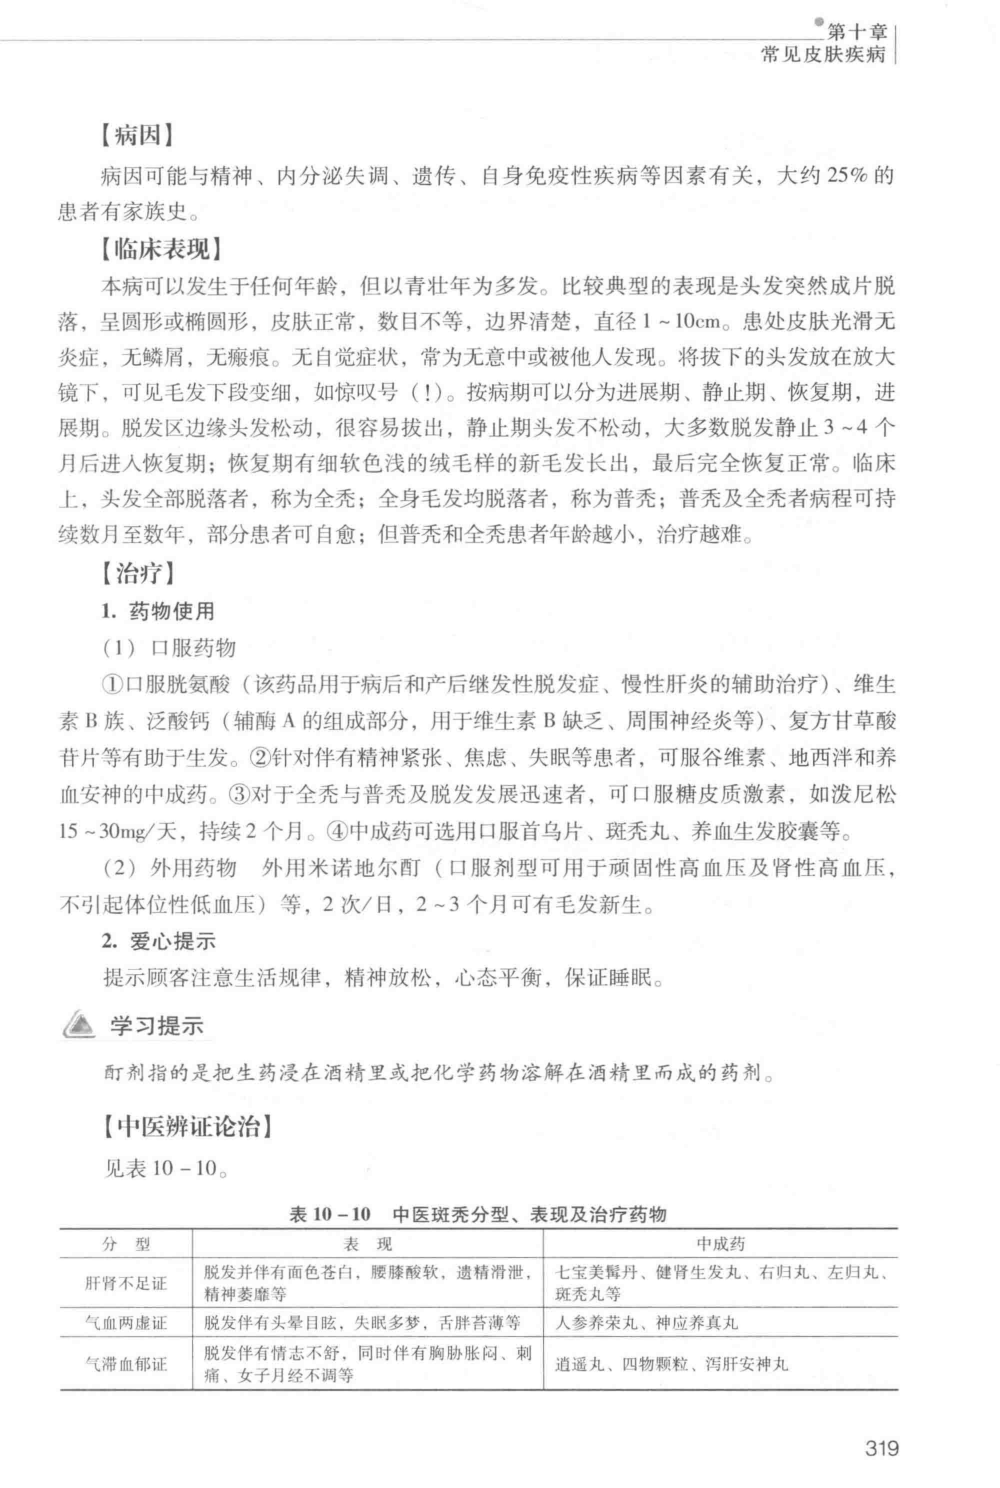 第十章
常见皮肤疾病
【病因】
病因可能与精神、内分泌失调、遗传、自身免疫性疾病等因素有关，大约 25% 的
患者有家族史。
【临床表现】
本病可以发生于任何年龄，但以青壮年为多发。比较典型的表现是头发突然成片脱
落，呈圆形或椭圆形，皮肤正常，数目不等，边界清楚，直径 1 ~ 10cm。患处皮肤光滑无
炎症，无鳞屑，无瘢痕。无自觉症状，常为无意中或被他人发现。将拔下的头发放在放大
镜下，可见毛发下段变细，如惊叹号（!）。按病期可以分为进展期、静止期、恢复期，进
展期。脱发区边缘头发松动，很容易拔出，静止期头发不松动，大多数脱发静止 3 ~ 4 个
月后进入恢复期；恢复期有细软色浅的绒毛样的新毛发长出，最后完全恢复正常。临床
上，头发全部脱落者，称为全秃；全身毛发均脱落者，称为普秃；普秃及全秃者病程可持
续数月至数年，部分患者可自愈；但普秃和全秃患者年龄越小，治疗越难。
【治疗】
1. 药物使用
（1）口服药物
①口服胱氨酸（该药品用于病后和产后继发性脱发症、慢性肝炎的辅助治疗）、维生
素 B 族、泛酸钙（辅酶 A 的组成部分，用于维生素 B 缺乏、周围神经炎等）、复方甘草酸
苷片等有助于生发。②针对伴有精神紧张、焦虑、失眠等患者，可服谷维素、地西泮和养
血安神的中成药。③对于全秃与普秃及脱发发展迅速者，可口服糖皮质激素，如泼尼松
15 ~ 30mg/天，持续 2 个月。④中成药可选用口服首乌片、斑秃丸、养血生发胶囊等。
（2）外用药物　外用米诺地尔酊（口服剂型可用于顽固性高血压及肾性高血压，
不引起体位性低血压）等，2 次/日，2 ~ 3 个月可有毛发新生。
2. 爱心提示
提示顾客注意生活规律，精神放松，心态平衡，保证睡眠。
学习提示
酊剂指的是把生药浸在酒精里或把化学药物溶解在酒精里而成的药剂。
【中医辨证论治】
见表 10 - 10。
表 10 - 10　中医斑秃分型、表现及治疗药物
分　型　表　现　中成药
肝肾不足证　脱发并伴有面色苍白，腰膝酸软，遗精滑泄，　七宝美髯丹、健肾生发丸、右归丸、左归丸、
精神萎靡等　斑秃丸等
气血两虚证　脱发伴有头晕目眩，失眠多梦，舌胖苔薄等　人参养荣丸、神应养真丸
气滞血郁证　脱发伴有情志不舒，同时伴有胸胁胀闷、刺　逍遥丸、四物颗粒、泻肝安神丸
痛、女子月经不调等
319